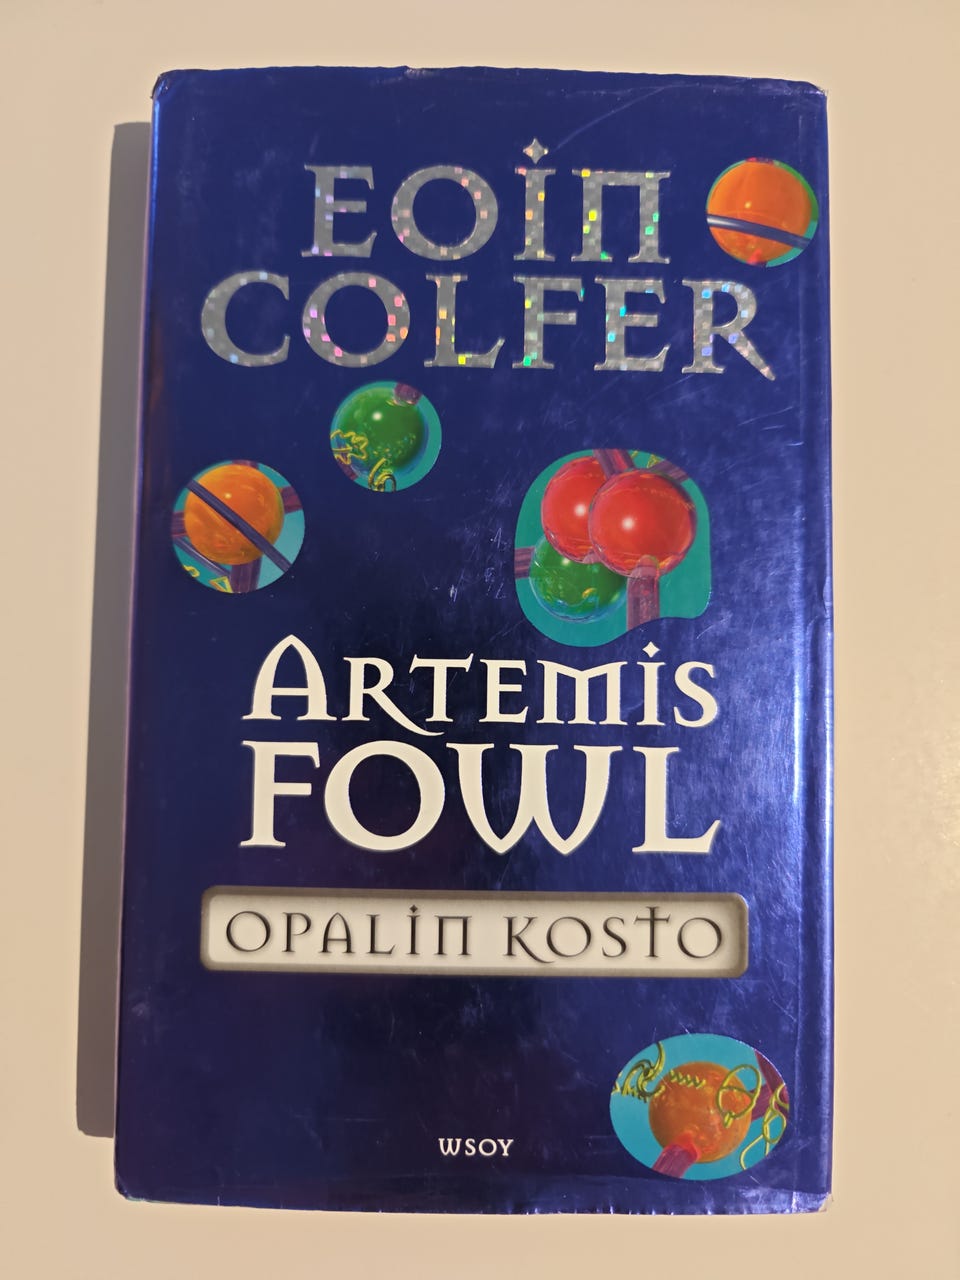 EOIN
COLFER
ARTEMIS
FOWL
OPALIN KOSTO
WSOY